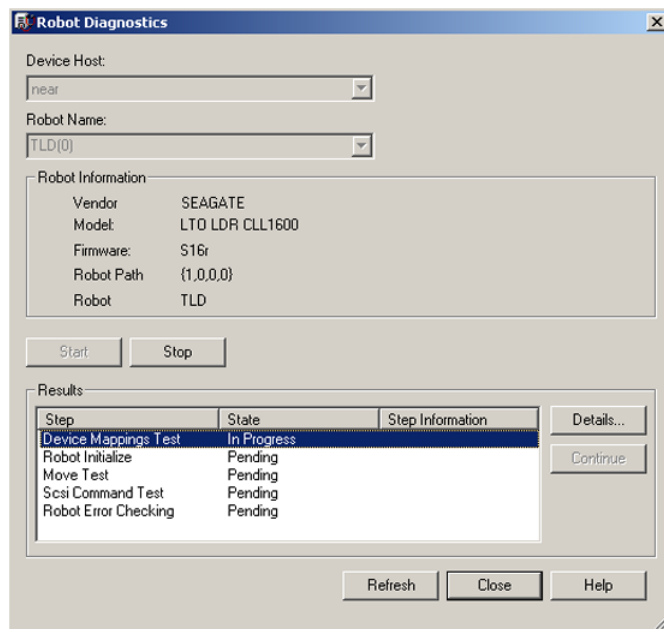 Robot Diagnostics
Device Host:
near
Robot Name:
TLD(0)
Robot Information
Vendor SEAGATE
Model: LTO LDR CLL1600
Firmware: S16r
Robot Path {1,0,0,0}
Robot TLD
Start Stop
Results
Step State Step Information
Device Mappings Test In Progress
Robot Initialize Pending
Move Test Pending
Scsi Command Test Pending
Robot Error Checking Pending
Details...
Continue
Refresh Close Help